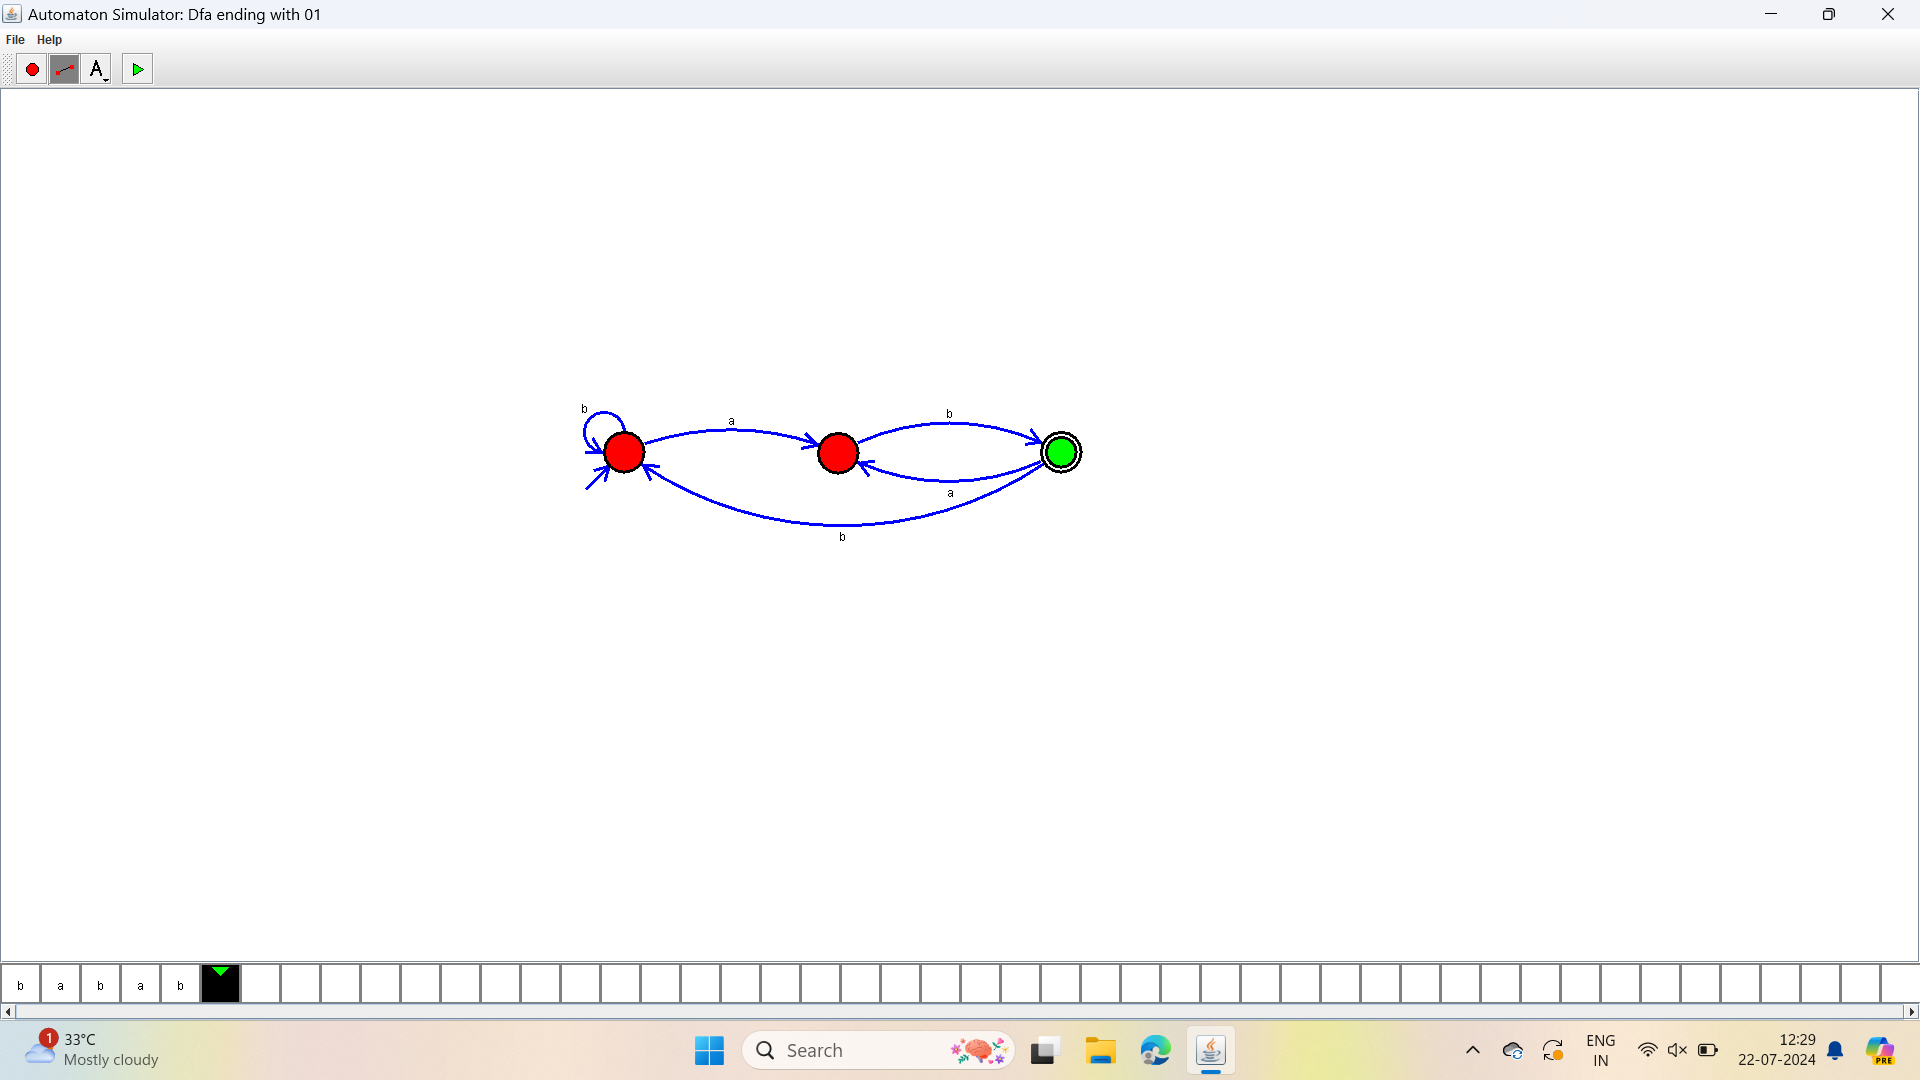 Automaton Simulator: Dfa ending with 01
File Help
A
b
a
b
a
b
b a b a b
1
33°C
Mostly cloudy
Search
ENG
IN
12:29
22-07-2024
PRE